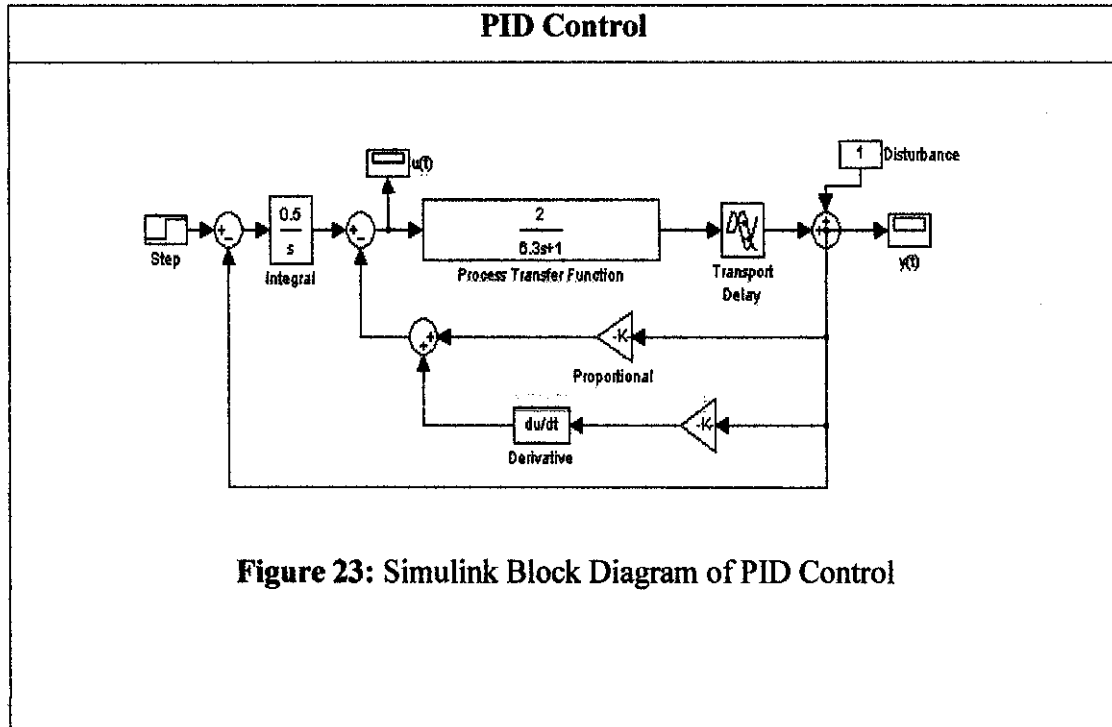 PID Control
1 Disturbance
u(t)
0.5
s
2
6.3s+1
Step
Integral
Process Transfer Function
Transport
Delay
y(t)
-K-
Proportional
du/dt
-K-
Derivative
Figure 23: Simulink Block Diagram of PID Control